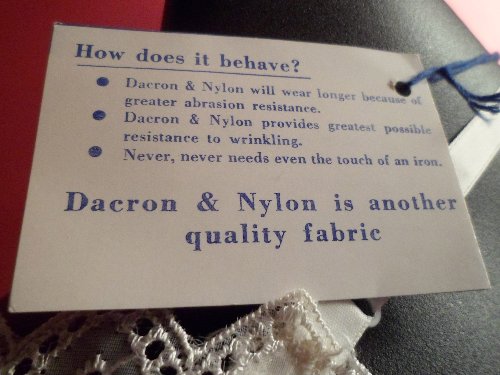 How does it behave?
Dacron & Nylon will wear longer because of
greater abrasion resistance.
Dacron & Nylon provides greatest possible
resistance to wrinkling.
Never, never needs even the touch of an iron.
Dacron & Nylon is another
quality fabric